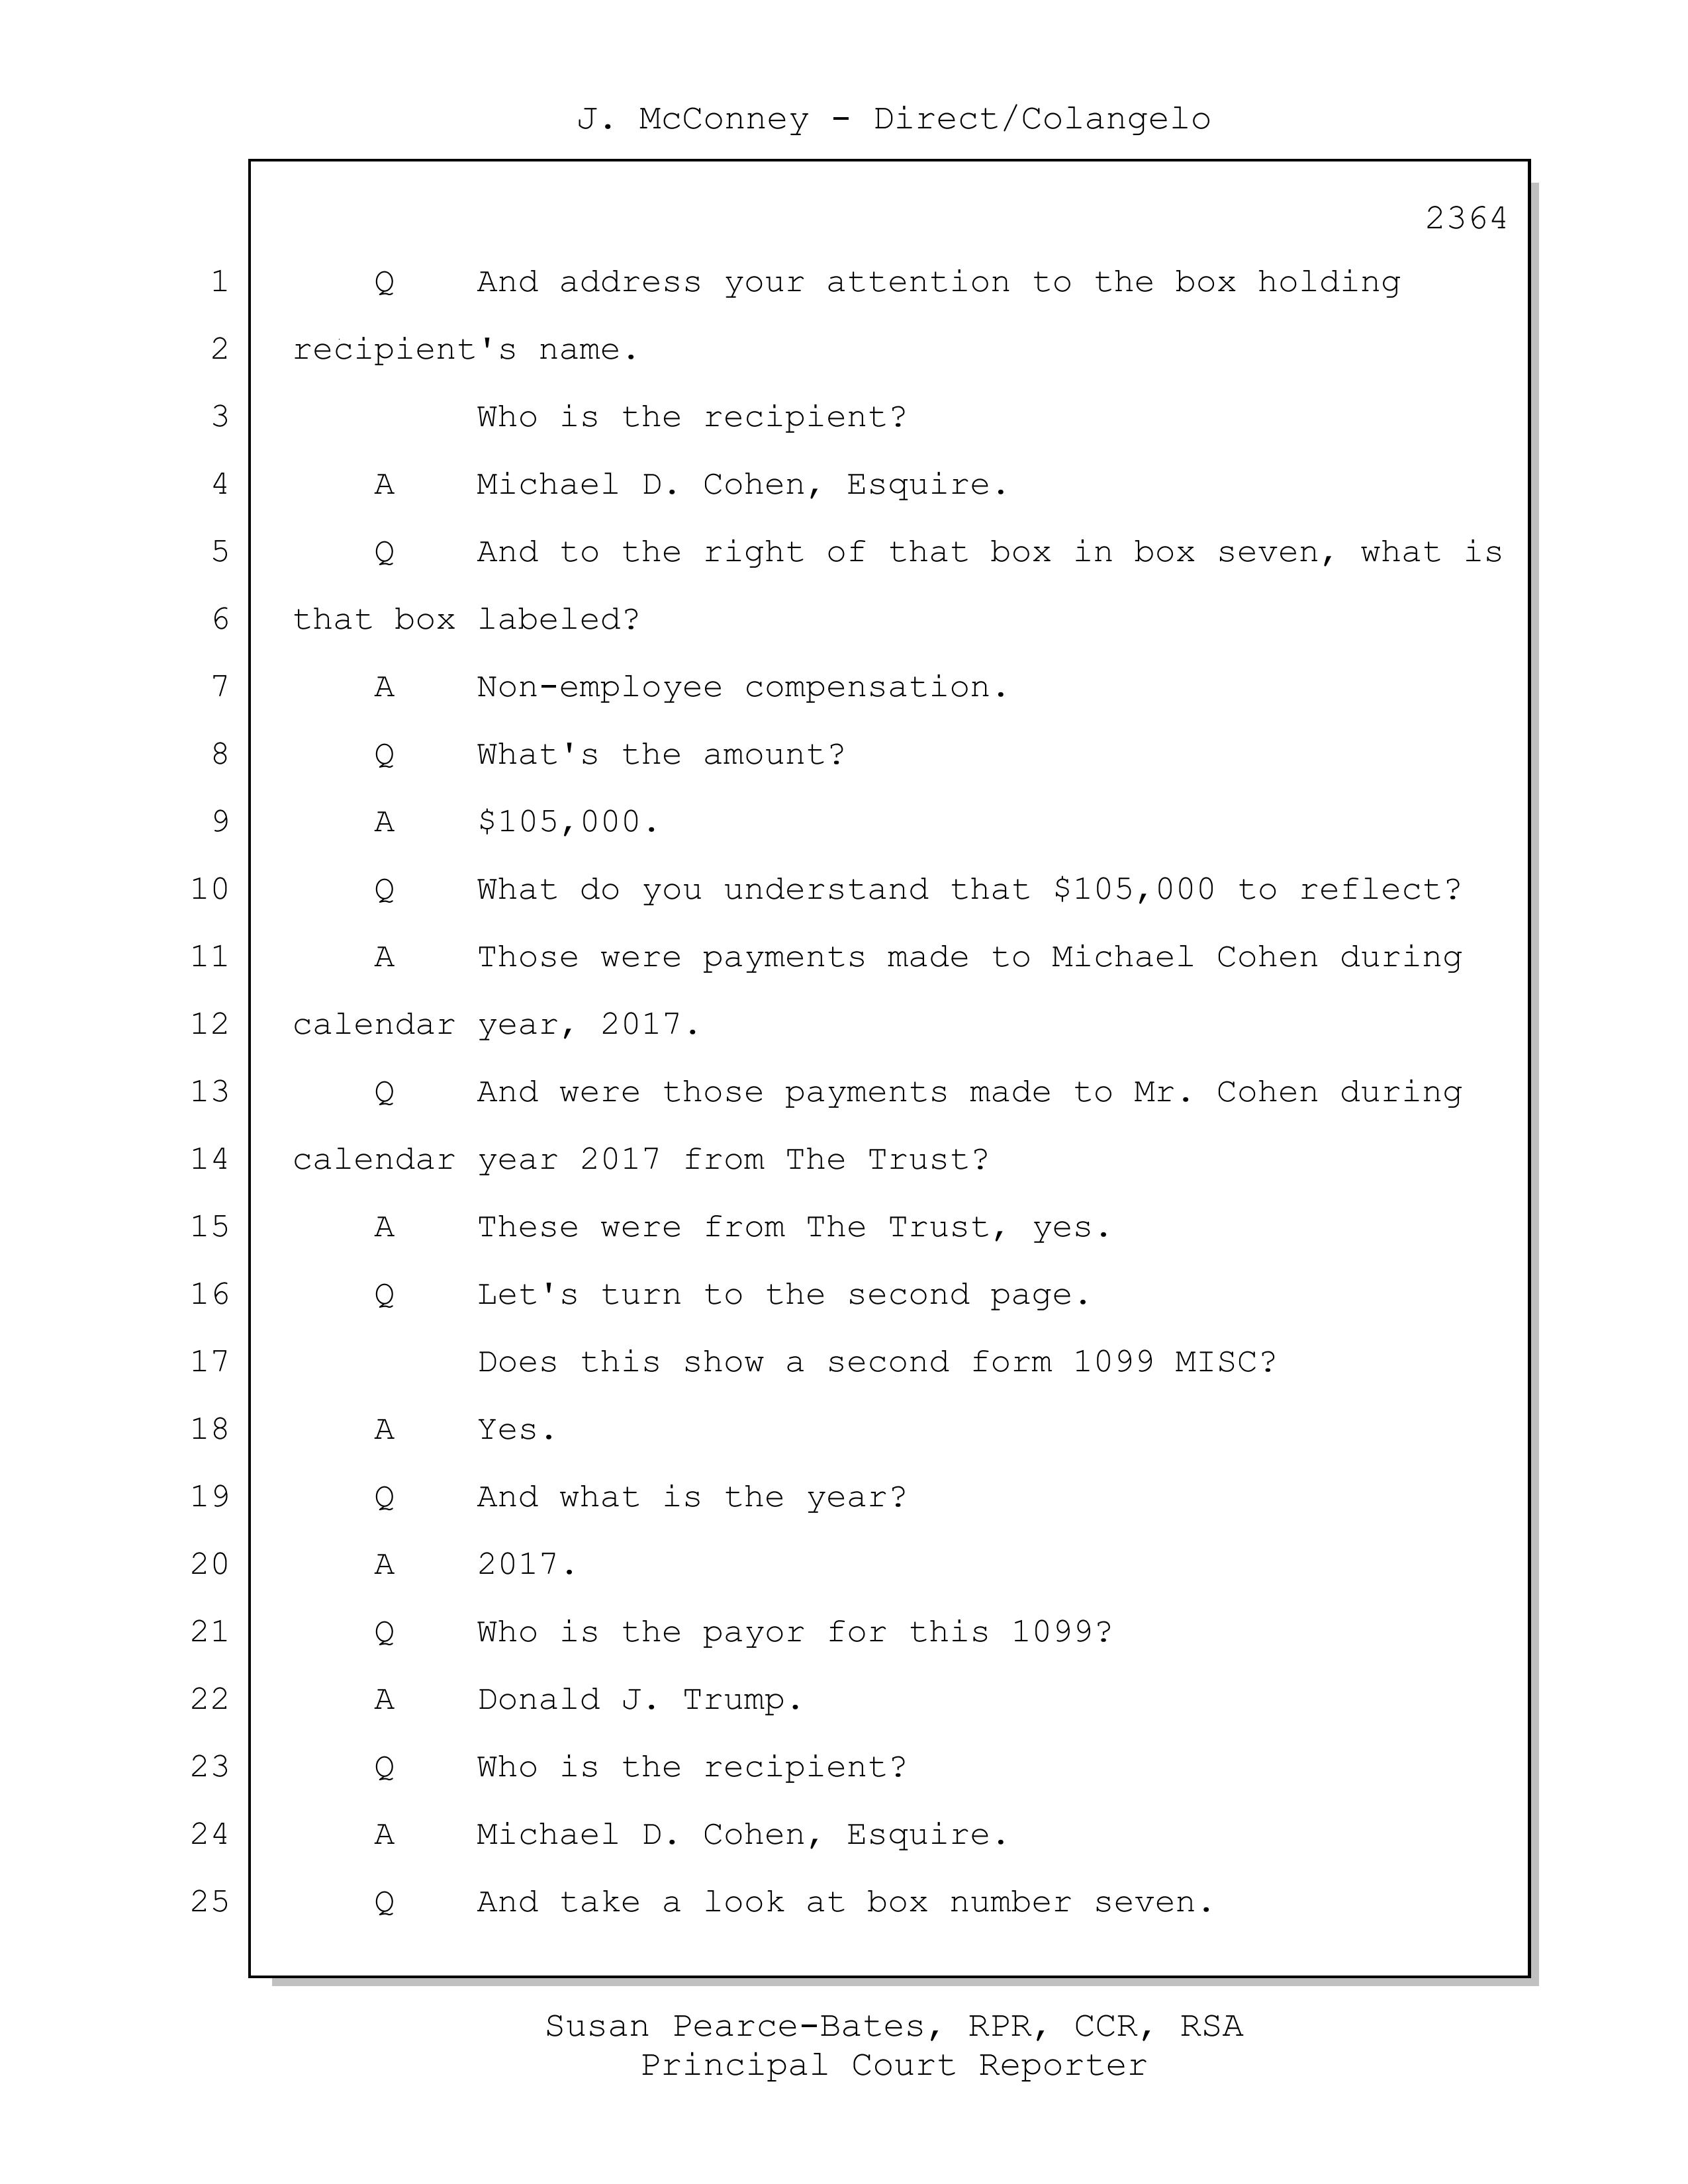 J. McConney - Direct/Colangelo
2364
1 Q And address your attention to the box holding
2 recipient's name.
3 Who is the recipient?
4 A Michael D. Cohen, Esquire.
5 Q And to the right of that box in box seven, what is
6 that box labeled?
7 A Non-employee compensation.
8 Q What's the amount?
9 A $105,000.
10 Q What do you understand that $105,000 to reflect?
11 A Those were payments made to Michael Cohen during
12 calendar year, 2017.
13 Q And were those payments made to Mr. Cohen during
14 calendar year 2017 from The Trust?
15 A These were from The Trust, yes.
16 Q Let's turn to the second page.
17 Does this show a second form 1099 MISC?
18 A Yes.
19 Q And what is the year?
20 A 2017.
21 Q Who is the payor for this 1099?
22 A Donald J. Trump.
23 Q Who is the recipient?
24 A Michael D. Cohen, Esquire.
25 Q And take a look at box number seven.
Susan Pearce-Bates, RPR, CCR, RSA
Principal Court Reporter